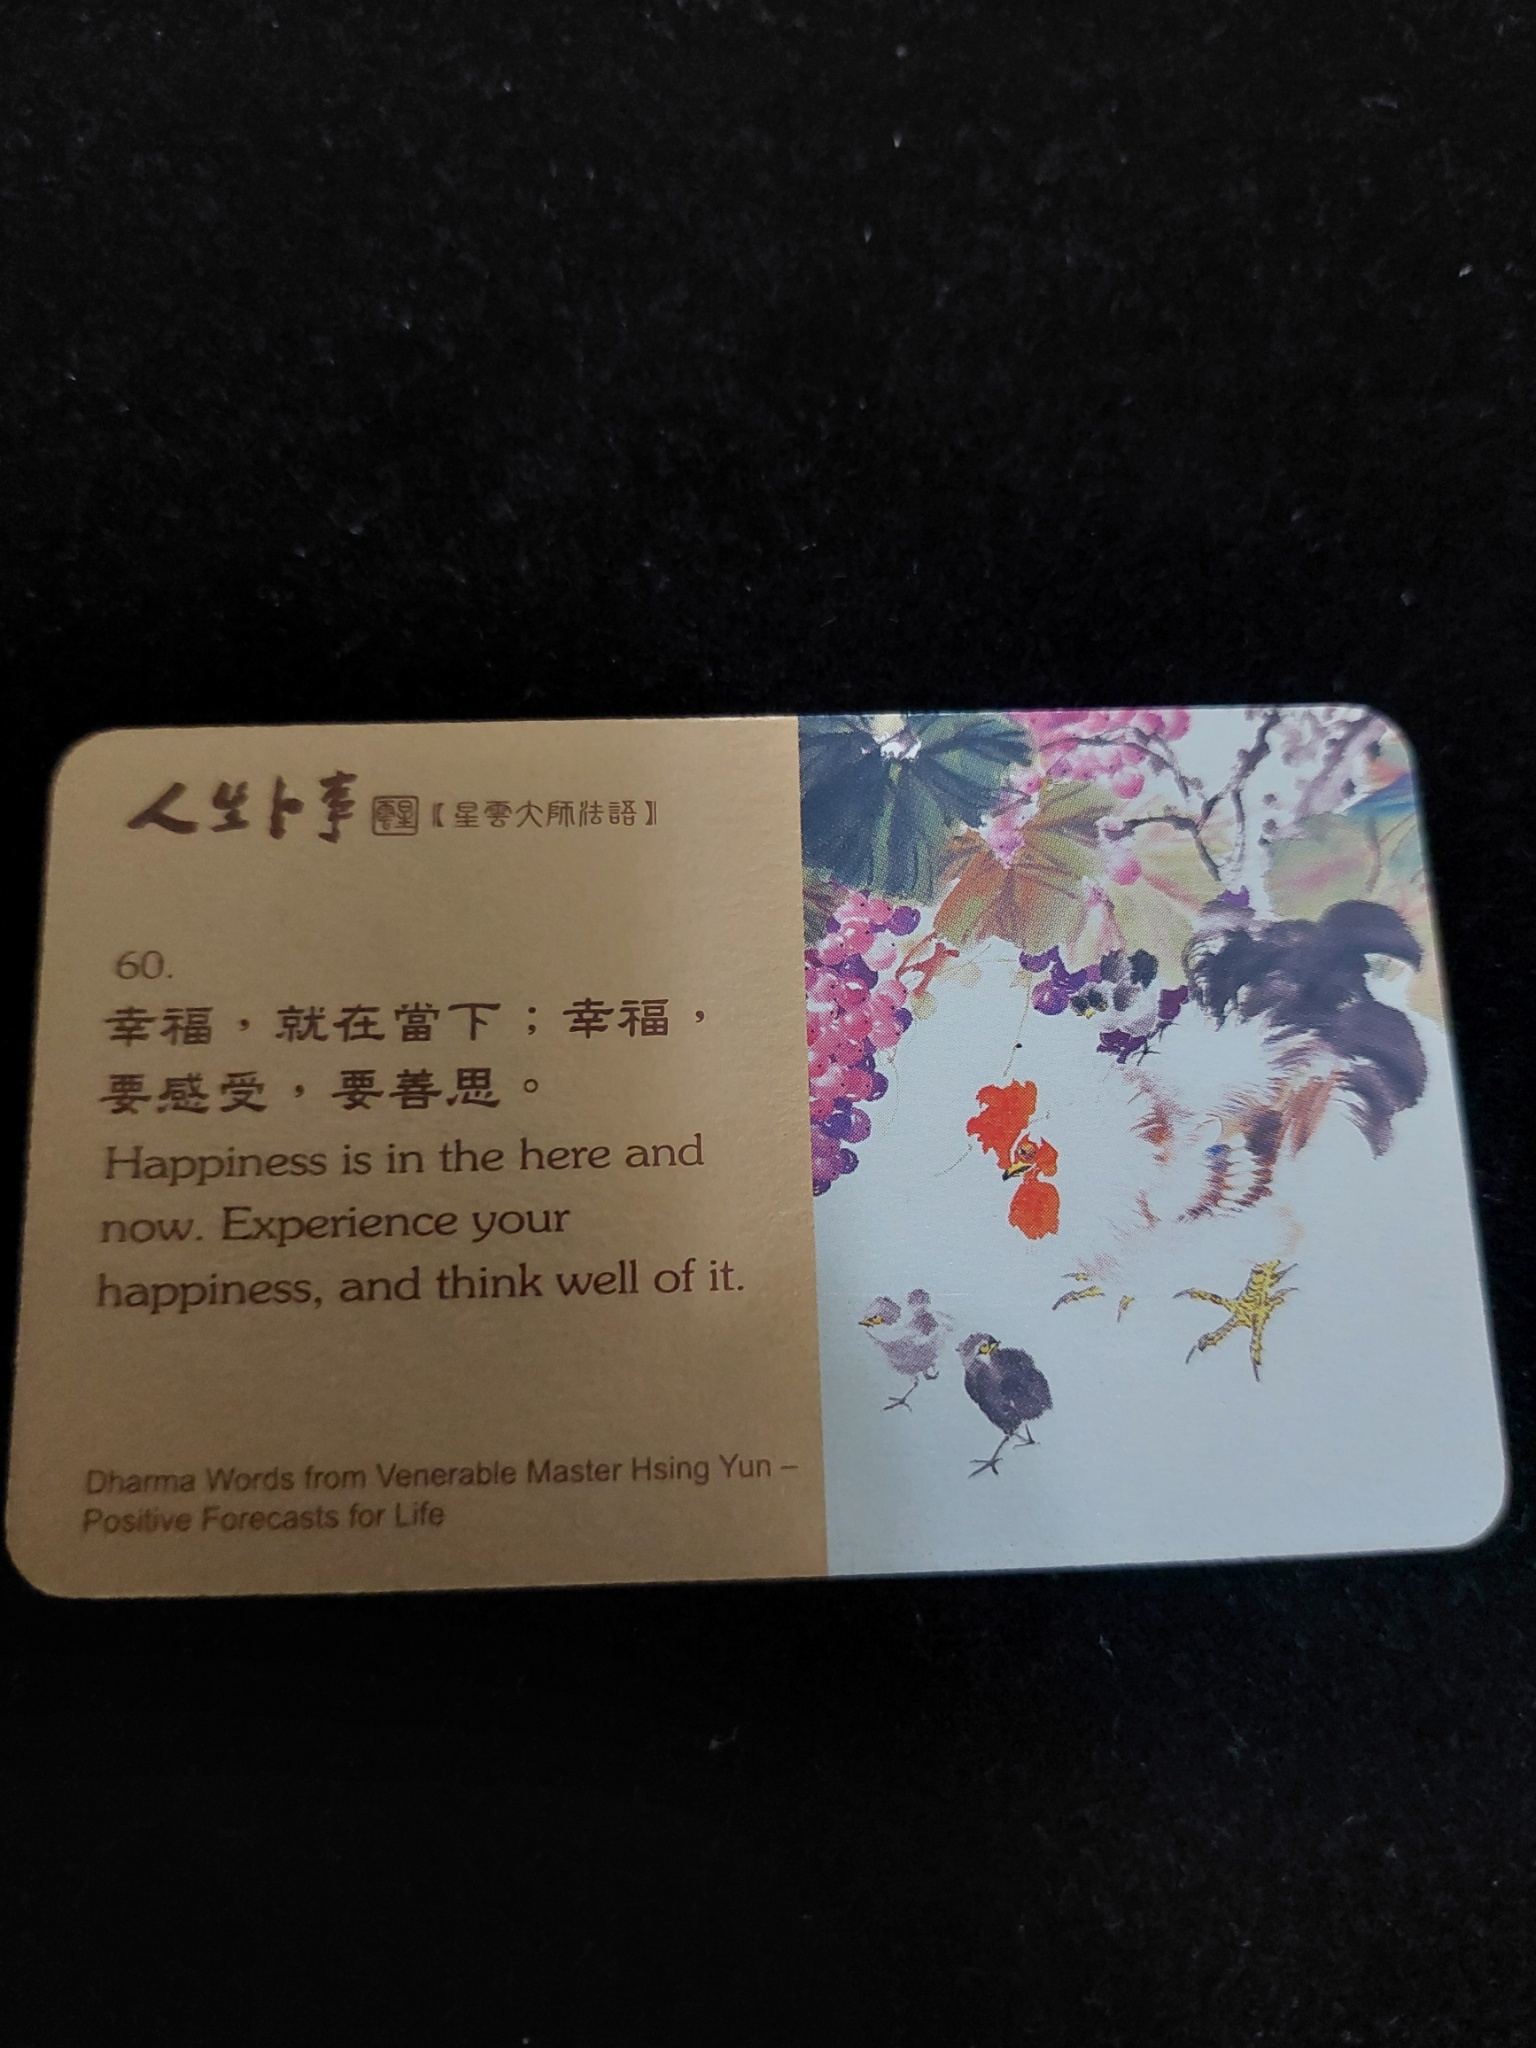 人生卜事 【星雲大師法語】
60.
幸福，就在當下；幸福，
要感受，要善思。
Happiness is in the here and
now. Experience your
happiness, and think well of it.
Dharma Words from Venerable Master Hsing Yun –
Positive Forecasts for Life